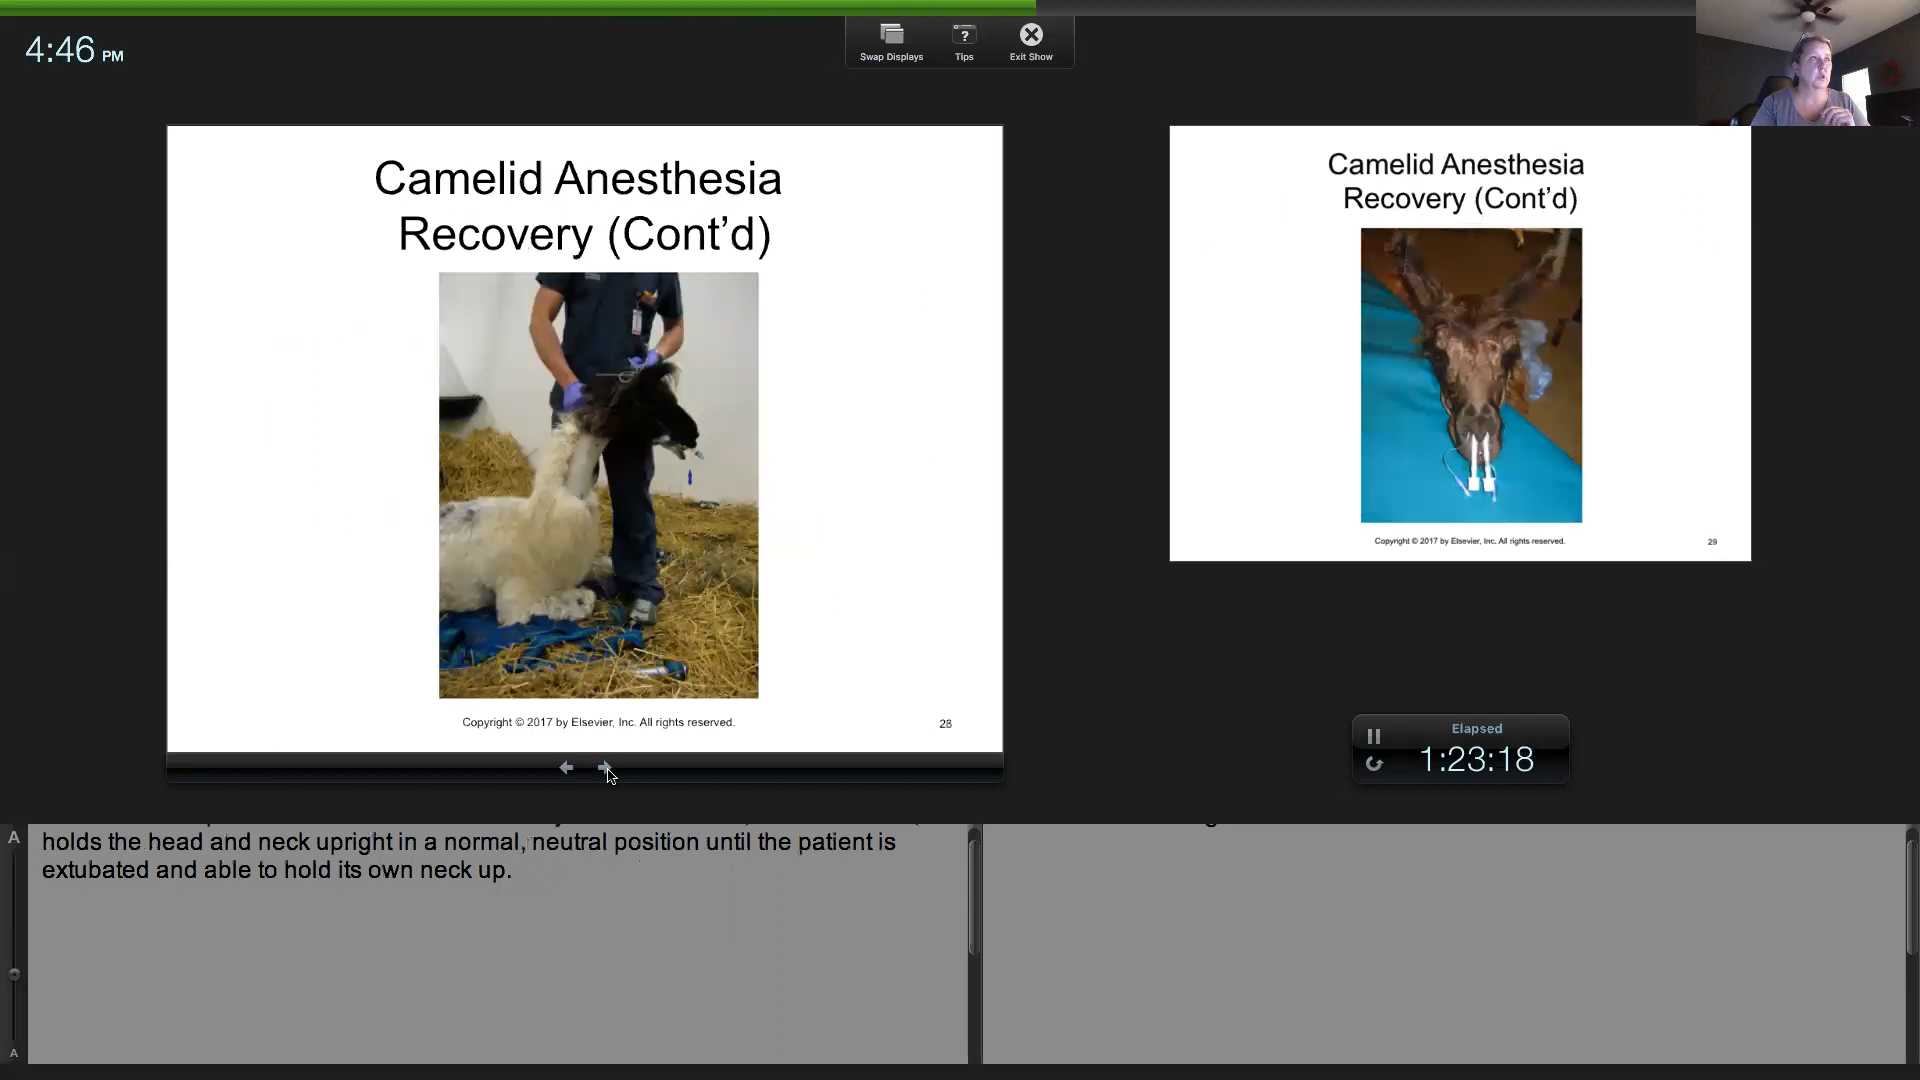 4:46 PM
Swap Displays
Tips
Exit Show
Camelid Anesthesia
Recovery (Cont’d)
Copyright © 2017 by Elsevier, Inc. All rights reserved.
28
Camelid Anesthesia
Recovery (Cont’d)
Copyright © 2017 by Elsevier, Inc. All rights reserved.
29
Elapsed
1:23:18
A
holds the head and neck upright in a normal, neutral position until the patient is
extubated and able to hold its own neck up.
A